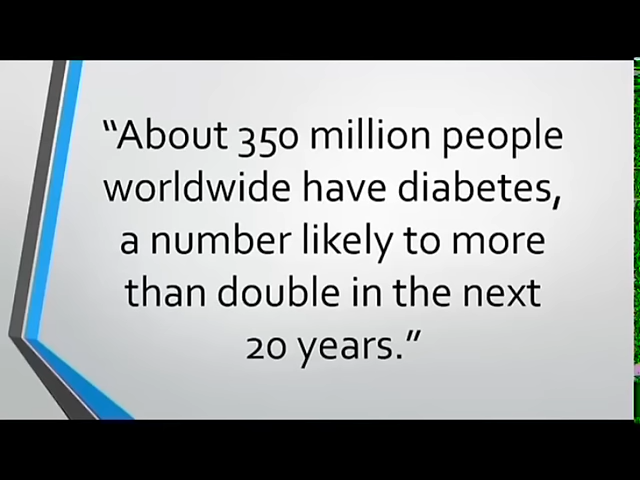 “About 350 million people
worldwide have diabetes,
a number likely to more
than double in the next
20 years.”